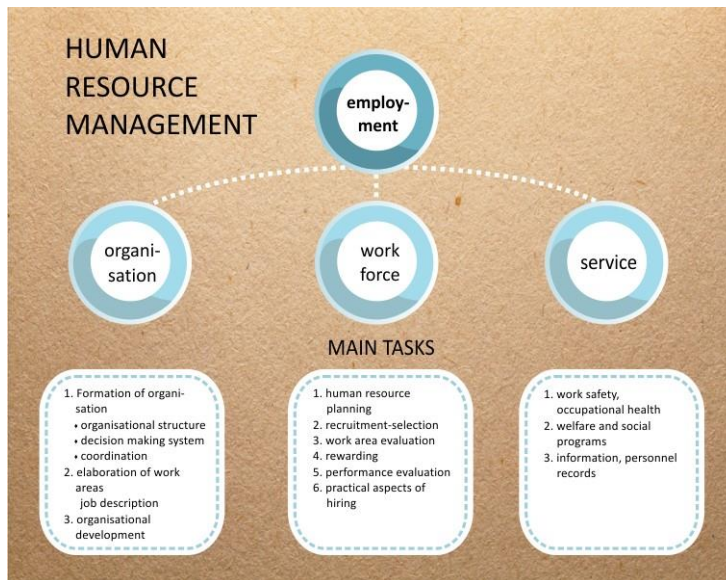 HUMAN
RESOURCE
MANAGEMENT
employ-
ment
organi-
sation
work
force
service
MAIN TASKS
1. Formation of organi-
sation
• organisational structure
• decision making system
• coordination
2. elaboration of work
areas
job description
3. organisational
development
1. human resource
planning
2. recruitment-selection
3. work area evaluation
4. rewarding
5. performance evaluation
6. practical aspects of
hiring
1. work safety,
occupational health
2. welfare and social
programs
3. information, personnel
records